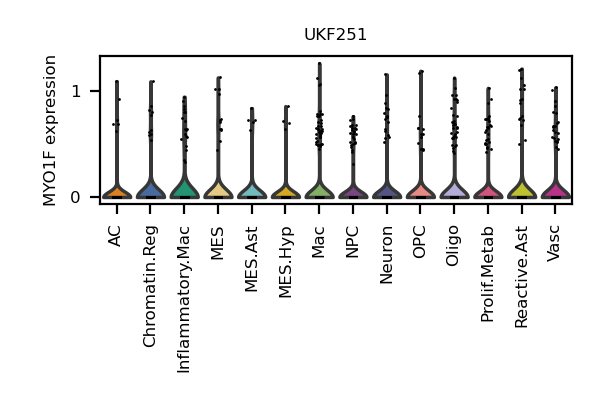 UKF251
MYO1F expression
1
0
AC
Chromatin.Reg
Inflammatory.Mac
MES
MES.Ast
MES.Hyp
Mac
NPC
Neuron
OPC
Oligo
Prolif.Metab
Reactive.Ast
Vasc